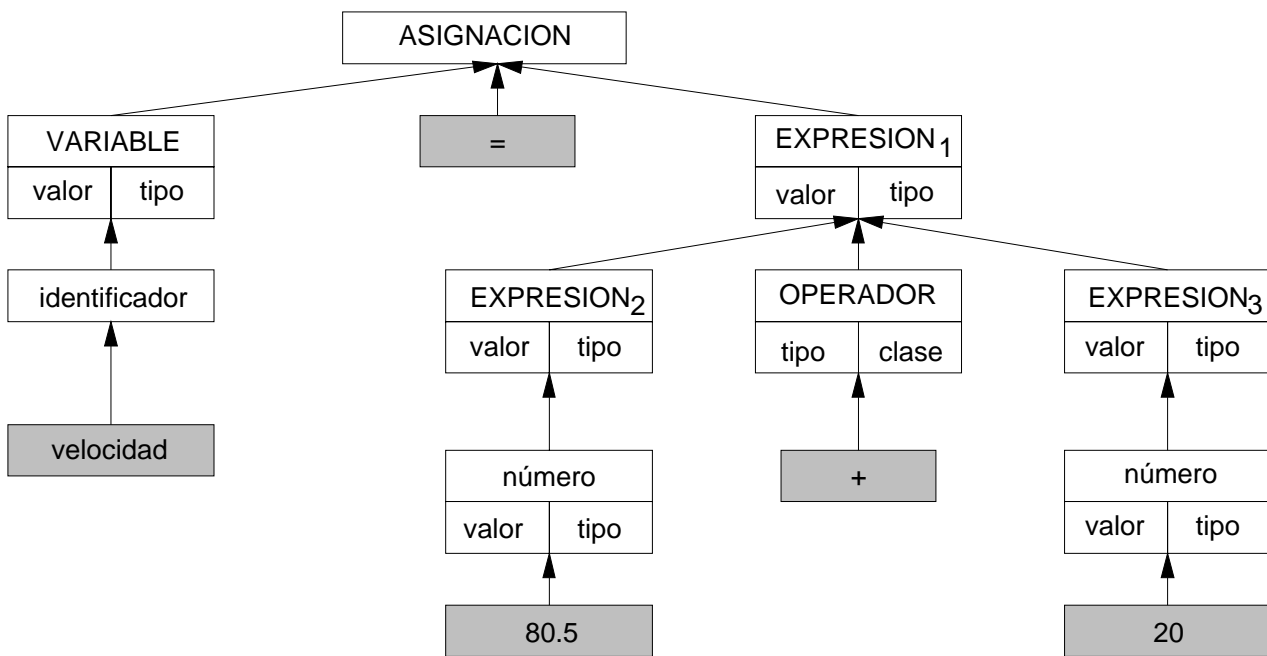 ASIGNACION
VARIABLE
valor tipo
=
EXPRESION1
valor tipo
identificador
velocidad
EXPRESION2
valor tipo
OPERADOR
tipo clase
EXPRESION3
valor tipo
número
valor tipo
80.5
+
número
valor tipo
20